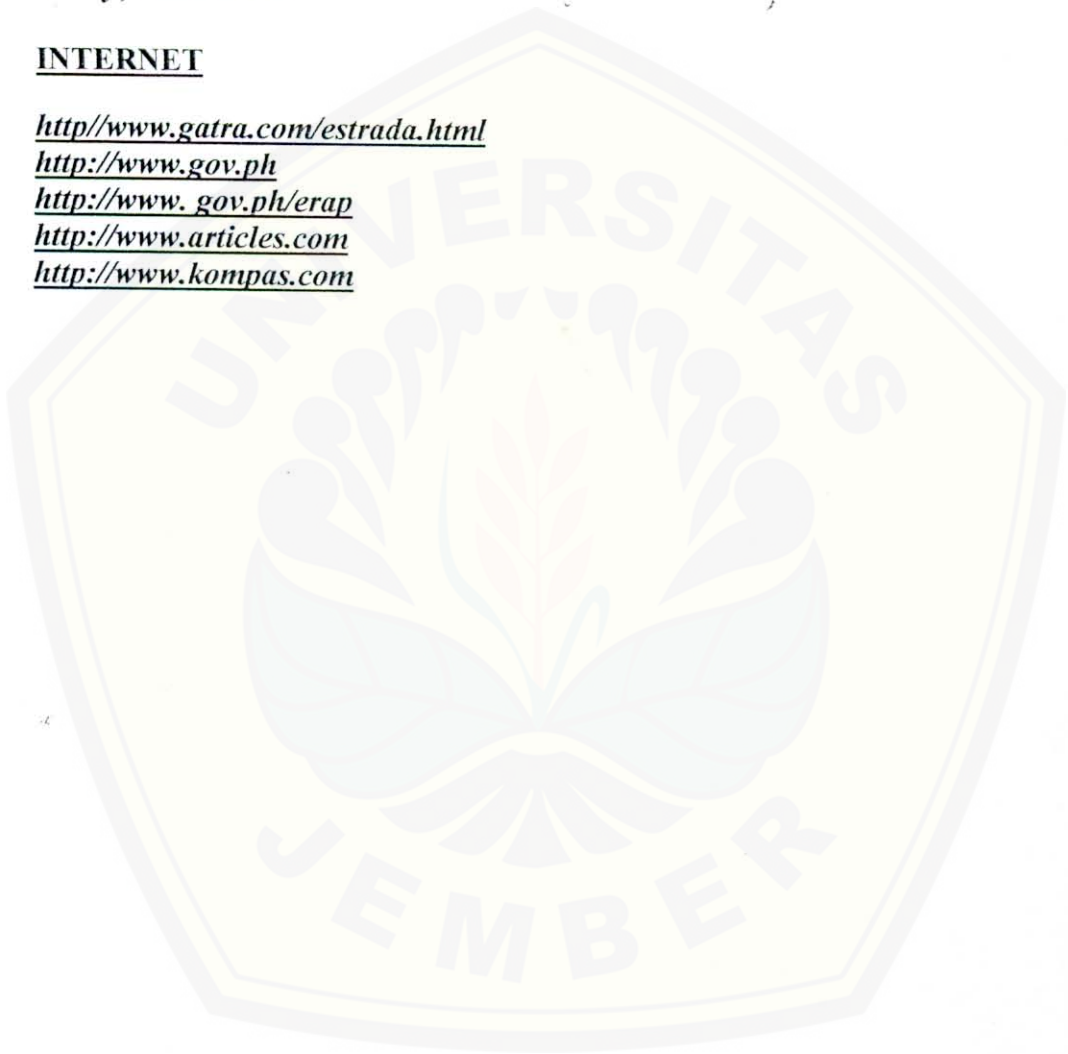 INTERNET
http//www.gatra.com/estrada.html
http://www.gov.ph
http://www. gov.ph/erap
http://www.articles.com
http://www.kompas.com
UNIVERSITAS
JEMBER